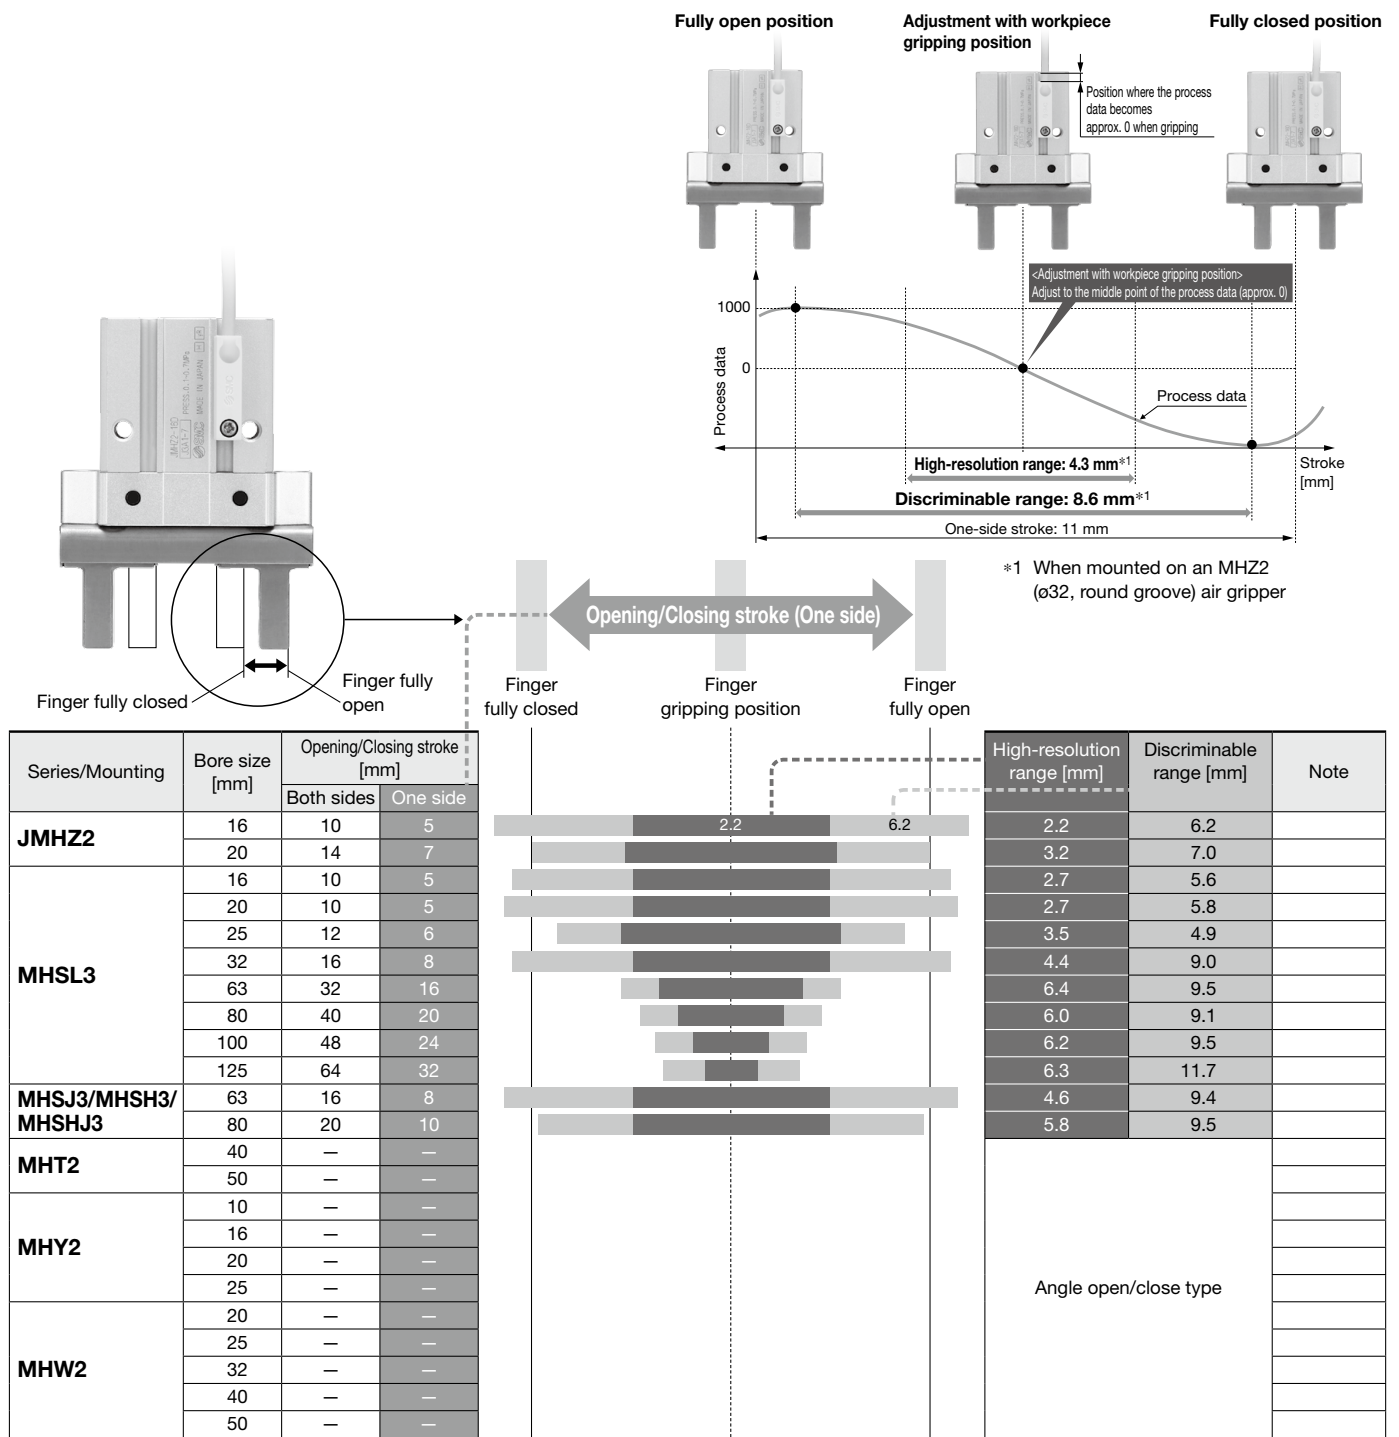 Fully open position
Adjustment with workpiece
gripping position
Fully closed position
Position where the process
data becomes
approx. 0 when gripping
<Adjustment with workpiece gripping position>
Adjust to the middle point of the process data (approx. 0)
1000
0
Process data
Process data
High-resolution range: 4.3 mm*1
Stroke
[mm]
Discriminable range: 8.6 mm*1
One-side stroke: 11 mm
*1 When mounted on an MHZ2
(ø32, round groove) air gripper
PRESS.0.1~0.7MPa
MADE IN JAPAN
Opening/Closing stroke (One side)
Finger fully closed
Finger fully
open
Finger
fully closed
Finger
gripping position
Finger
fully open
Series/Mounting Bore size [mm] Opening/Closing stroke [mm] High-resolution range [mm] Discriminable range [mm] Note
Both sides One side
JMHZ2 16 10 5 2.2 6.2 2.2 6.2
20 14 7 3.2 7.0
MHSL3 16 10 5 2.7 5.6
20 10 5 2.7 5.8
25 12 6 3.5 4.9
32 16 8 4.4 9.0
63 32 16 6.4 9.5
80 40 20 6.0 9.1
100 48 24 6.2 9.5
125 64 32 6.3 11.7
MHSJ3/MHSH3/
MHSHJ3
63 16 8 4.6 9.4
80 20 10 5.8 9.5
MHT2 40 — —
50 — —
MHY2 10 — —
16 — —
20 — —
25 — —
Angle open/close type
MHW2 20 — —
25 — —
32 — —
40 — —
50 — —